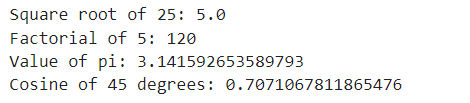 Square root of 25: 5.0
Factorial of 5: 120
Value of pi: 3.141592653589793
Cosine of 45 degrees: 0.7071067811865476